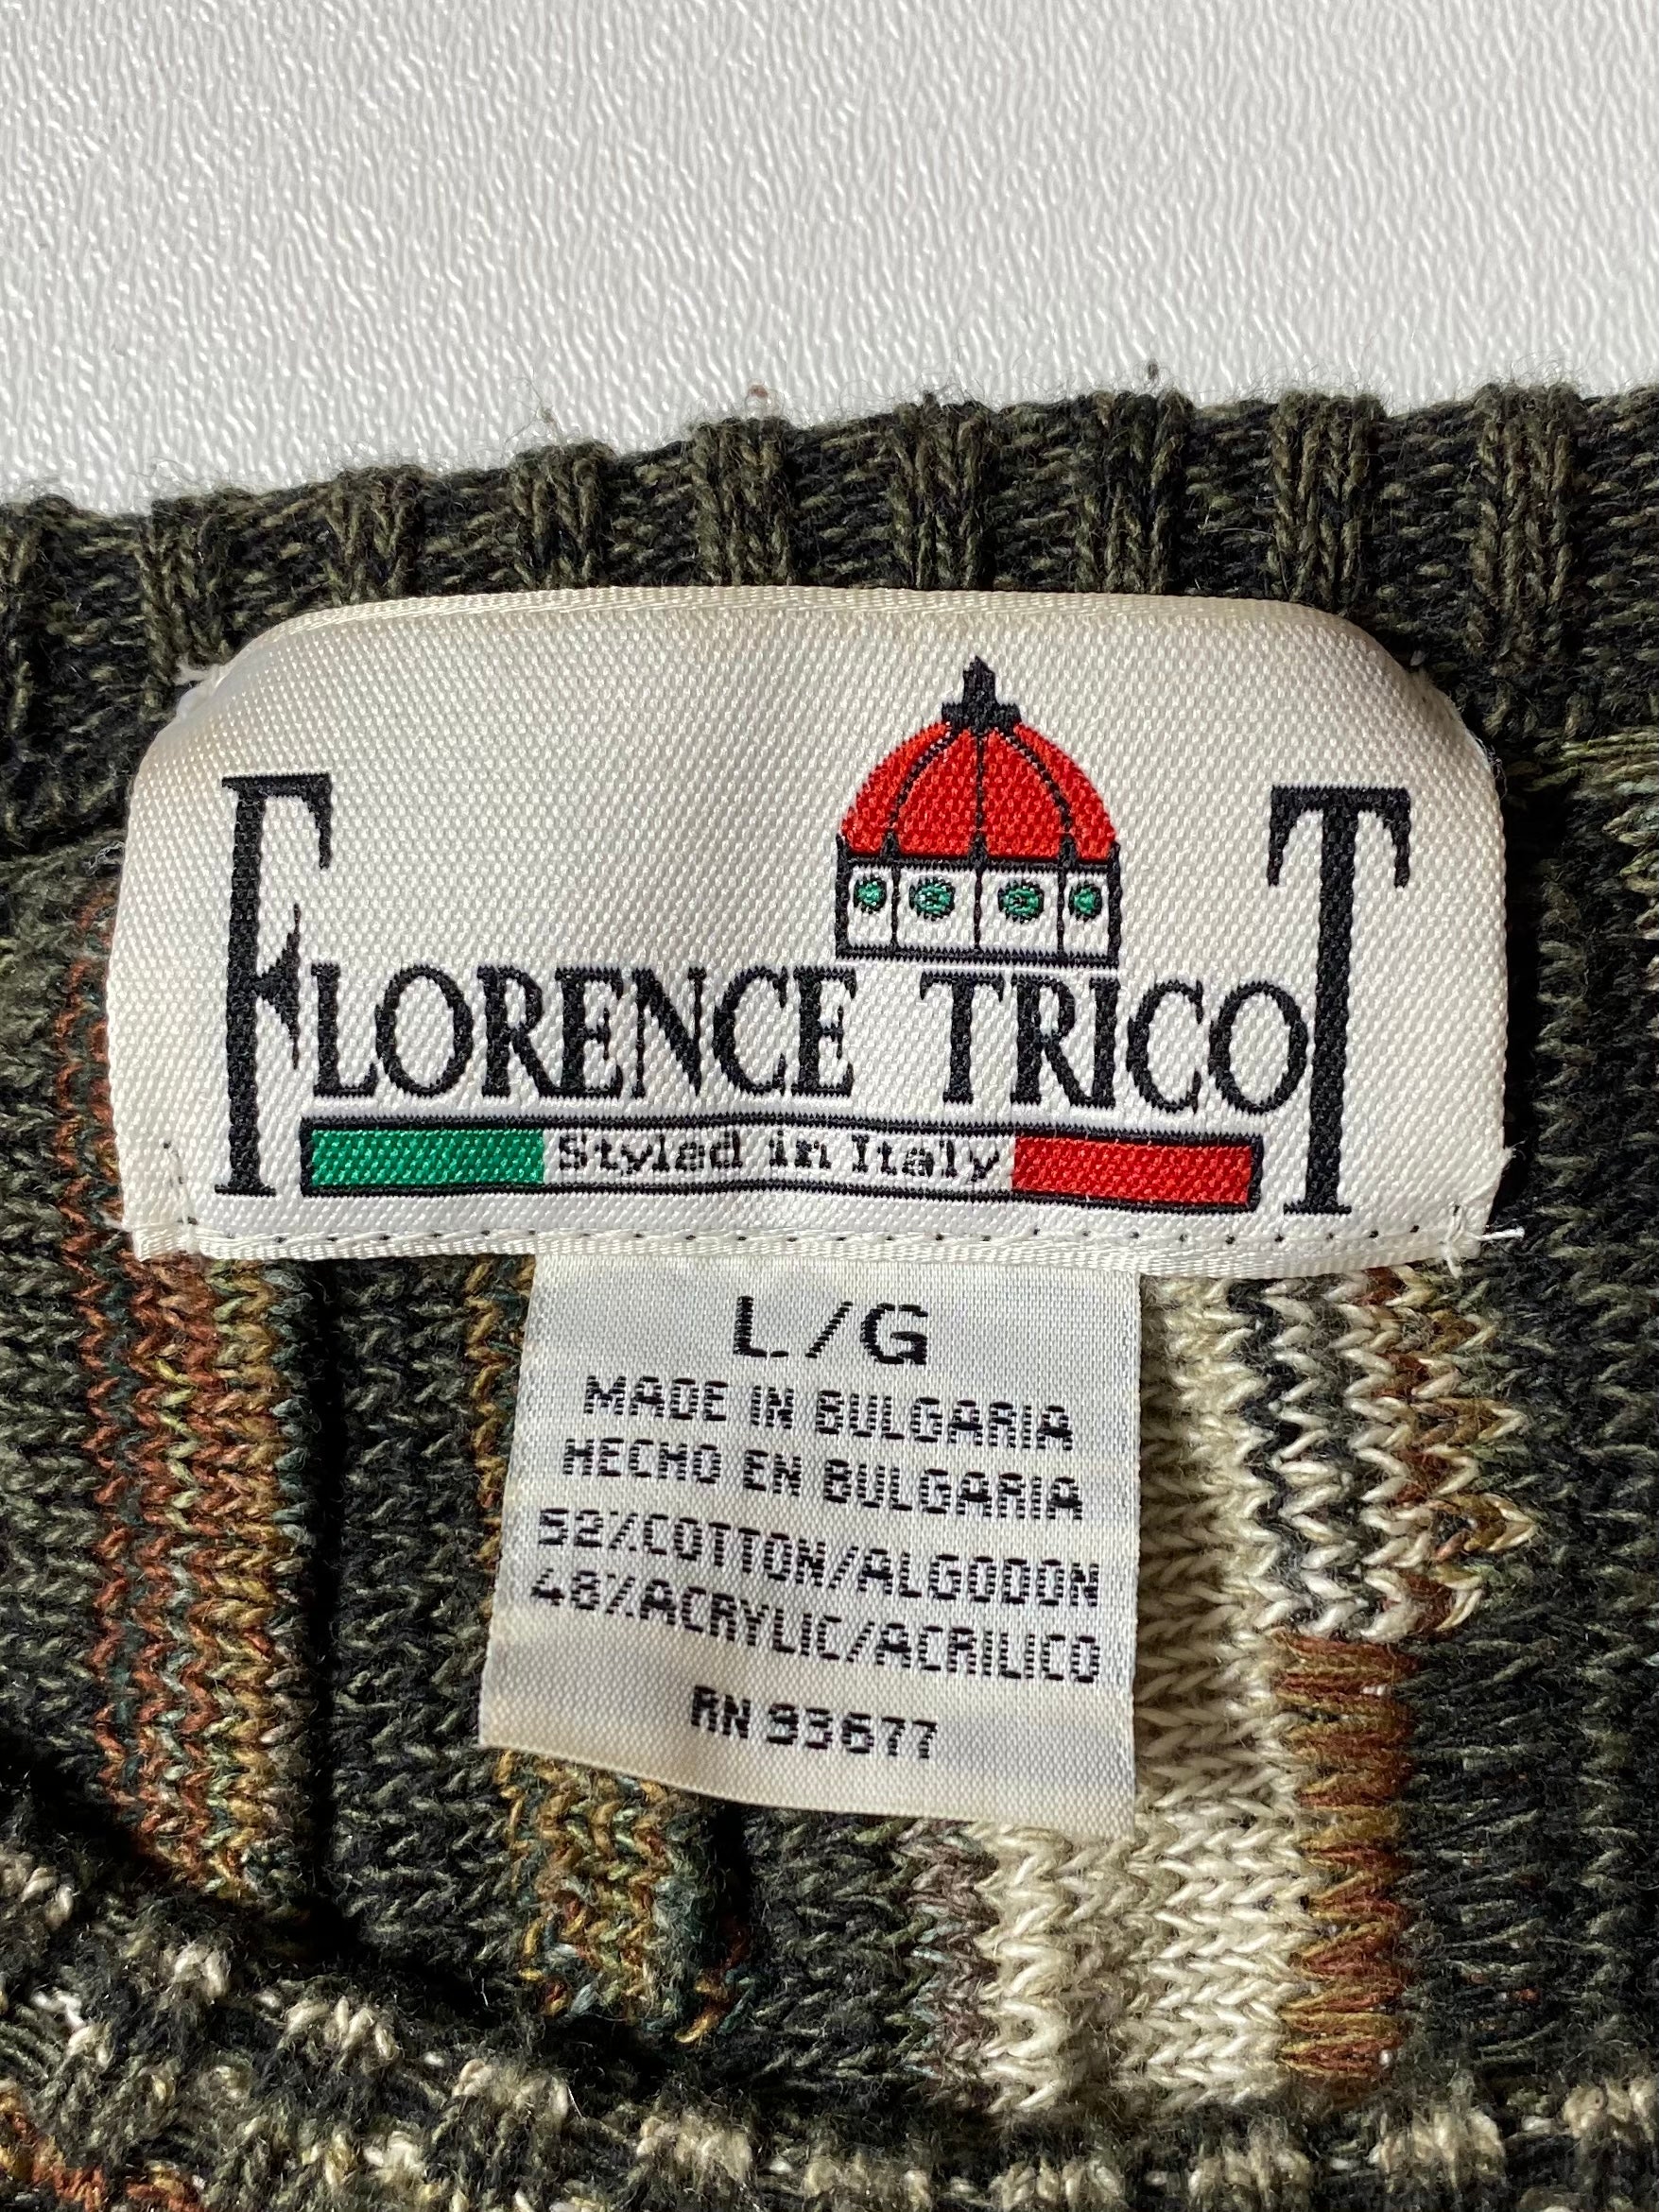 FLORENCE TRICOT
Styled in Italy
L/G
MADE IN BULGARIA
HECHO EN BULGARIA
52%COTTON/ALGODON
48%ACRYLIC/ACRILICO
RN 93677